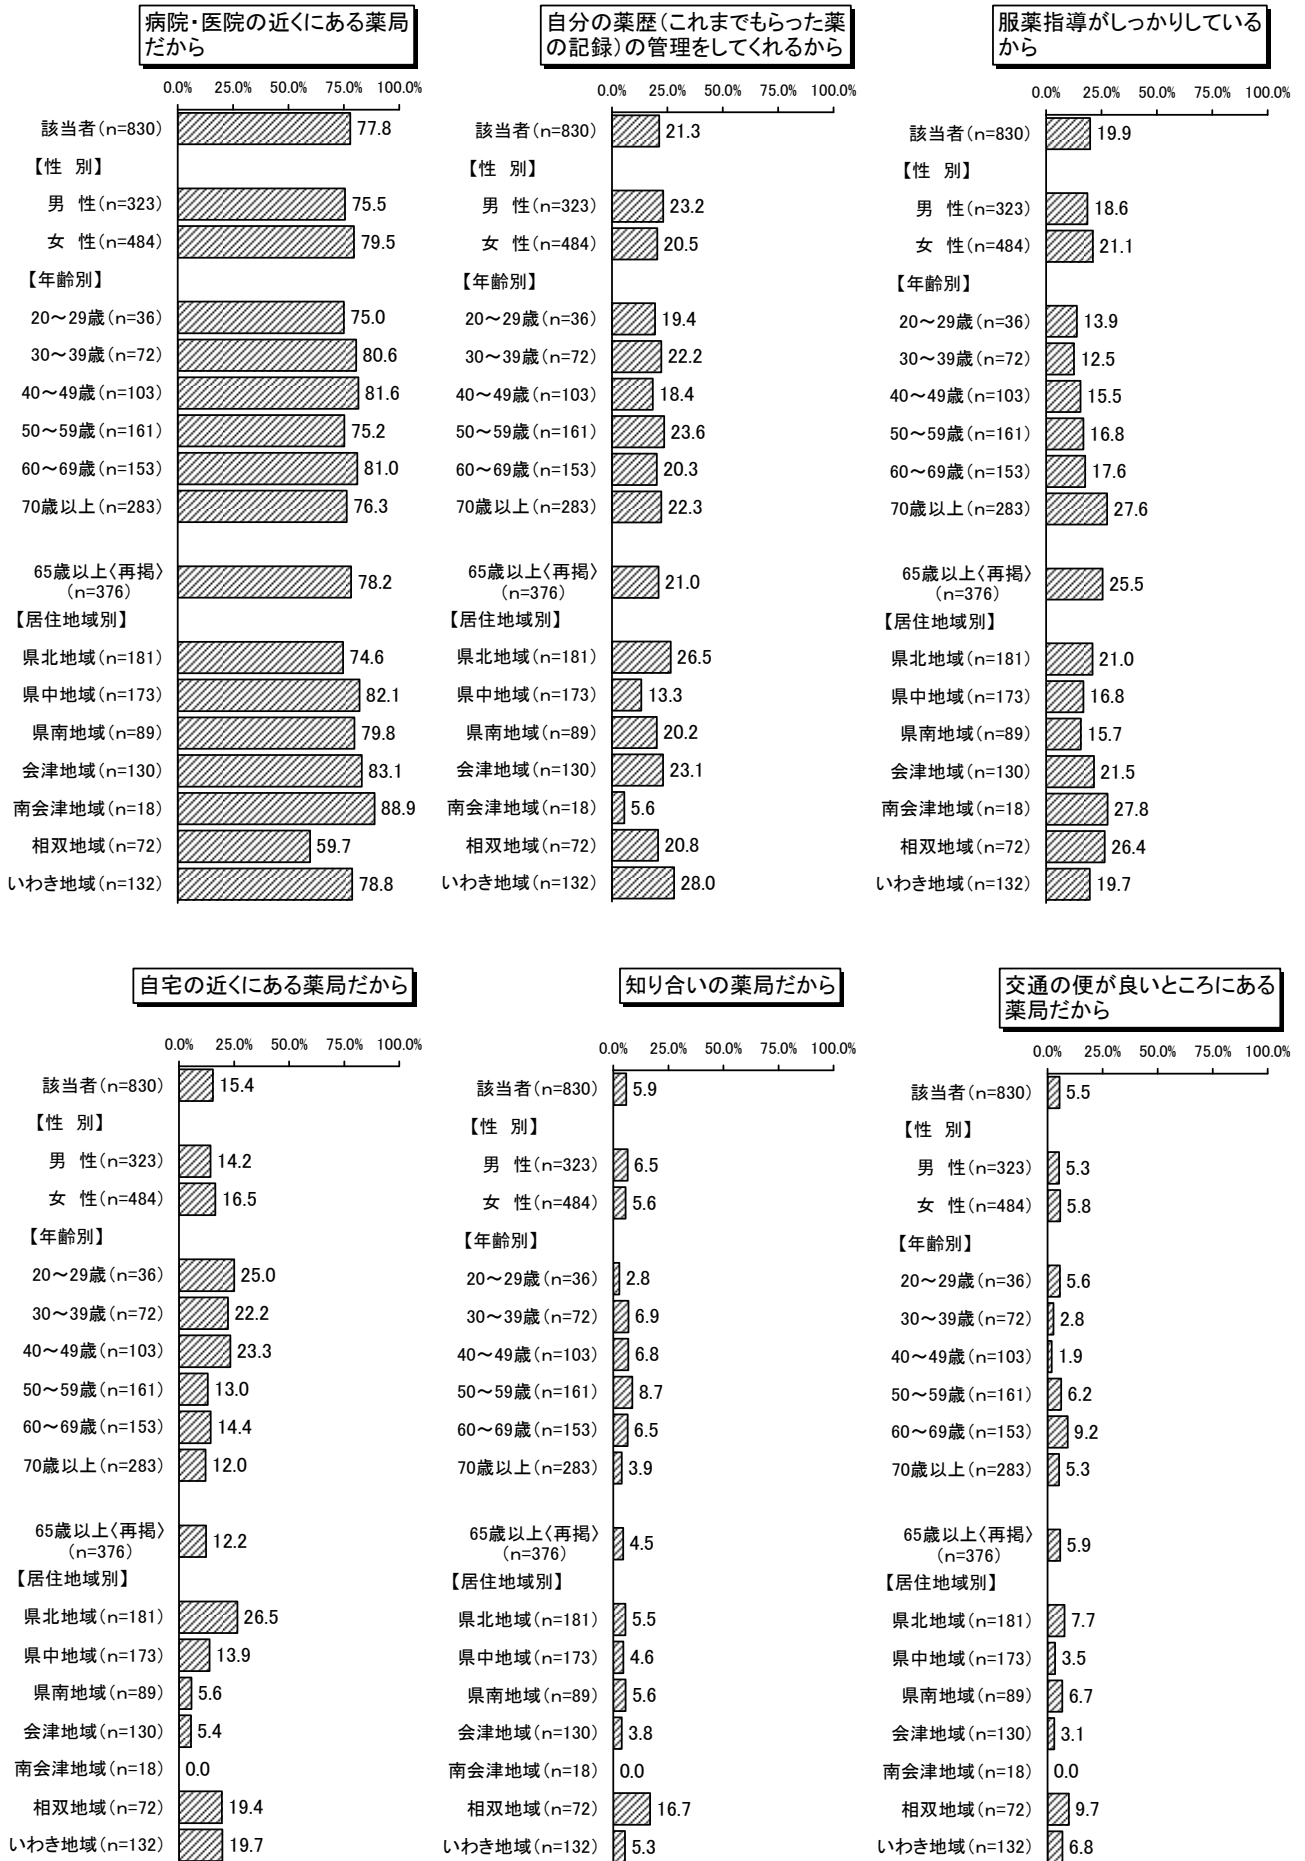 病院・医院の近くにある薬局
だから
0.0% 25.0% 50.0% 75.0% 100.0%
該当者(n=830) 77.8
【性 別】
男 性(n=323) 75.5
女 性(n=484) 79.5
【年齢別】
20～29歳(n=36) 75.0
30～39歳(n=72) 80.6
40～49歳(n=103) 81.6
50～59歳(n=161) 75.2
60～69歳(n=153) 81.0
70歳以上(n=283) 76.3
65歳以上〈再掲〉
(n=376) 78.2
【居住地域別】
県北地域(n=181) 74.6
県中地域(n=173) 82.1
県南地域(n=89) 79.8
会津地域(n=130) 83.1
南会津地域(n=18) 88.9
相双地域(n=72) 59.7
いわき地域(n=132) 78.8
自分の薬歴(これまでもらった薬
の記録)の管理をしてくれるから
0.0% 25.0% 50.0% 75.0% 100.0%
該当者(n=830) 21.3
【性 別】
男 性(n=323) 23.2
女 性(n=484) 20.5
【年齢別】
20～29歳(n=36) 19.4
30～39歳(n=72) 22.2
40～49歳(n=103) 18.4
50～59歳(n=161) 23.6
60～69歳(n=153) 20.3
70歳以上(n=283) 22.3
65歳以上〈再掲〉
(n=376) 21.0
【居住地域別】
県北地域(n=181) 26.5
県中地域(n=173) 13.3
県南地域(n=89) 20.2
会津地域(n=130) 23.1
南会津地域(n=18) 5.6
相双地域(n=72) 20.8
いわき地域(n=132) 28.0
服薬指導がしっかりしている
から
0.0% 25.0% 50.0% 75.0% 100.0%
該当者(n=830) 19.9
【性 別】
男 性(n=323) 18.6
女 性(n=484) 21.1
【年齢別】
20～29歳(n=36) 13.9
30～39歳(n=72) 12.5
40～49歳(n=103) 15.5
50～59歳(n=161) 16.8
60～69歳(n=153) 17.6
70歳以上(n=283) 27.6
65歳以上〈再掲〉
(n=376) 25.5
【居住地域別】
県北地域(n=181) 21.0
県中地域(n=173) 16.8
県南地域(n=89) 15.7
会津地域(n=130) 21.5
南会津地域(n=18) 27.8
相双地域(n=72) 26.4
いわき地域(n=132) 19.7
自宅の近くにある薬局だから
0.0% 25.0% 50.0% 75.0% 100.0%
該当者(n=830) 15.4
【性 別】
男 性(n=323) 14.2
女 性(n=484) 16.5
【年齢別】
20～29歳(n=36) 25.0
30～39歳(n=72) 22.2
40～49歳(n=103) 23.3
50～59歳(n=161) 13.0
60～69歳(n=153) 14.4
70歳以上(n=283) 12.0
65歳以上〈再掲〉
(n=376) 12.2
【居住地域別】
県北地域(n=181) 26.5
県中地域(n=173) 13.9
県南地域(n=89) 5.6
会津地域(n=130) 5.4
南会津地域(n=18) 0.0
相双地域(n=72) 19.4
いわき地域(n=132) 19.7
知り合いの薬局だから
0.0% 25.0% 50.0% 75.0% 100.0%
該当者(n=830) 5.9
【性 別】
男 性(n=323) 6.5
女 性(n=484) 5.6
【年齢別】
20～29歳(n=36) 2.8
30～39歳(n=72) 6.9
40～49歳(n=103) 6.8
50～59歳(n=161) 8.7
60～69歳(n=153) 6.5
70歳以上(n=283) 3.9
65歳以上〈再掲〉
(n=376) 4.5
【居住地域別】
県北地域(n=181) 5.5
県中地域(n=173) 4.6
県南地域(n=89) 5.6
会津地域(n=130) 3.8
南会津地域(n=18) 0.0
相双地域(n=72) 16.7
いわき地域(n=132) 5.3
交通の便が良いところにある
薬局だから
0.0% 25.0% 50.0% 75.0% 100.0%
該当者(n=830) 5.5
【性 別】
男 性(n=323) 5.3
女 性(n=484) 5.8
【年齢別】
20～29歳(n=36) 5.6
30～39歳(n=72) 2.8
40～49歳(n=103) 1.9
50～59歳(n=161) 6.2
60～69歳(n=153) 9.2
70歳以上(n=283) 5.3
65歳以上〈再掲〉
(n=376) 5.9
【居住地域別】
県北地域(n=181) 7.7
県中地域(n=173) 3.5
県南地域(n=89) 6.7
会津地域(n=130) 3.1
南会津地域(n=18) 0.0
相双地域(n=72) 9.7
いわき地域(n=132) 6.8